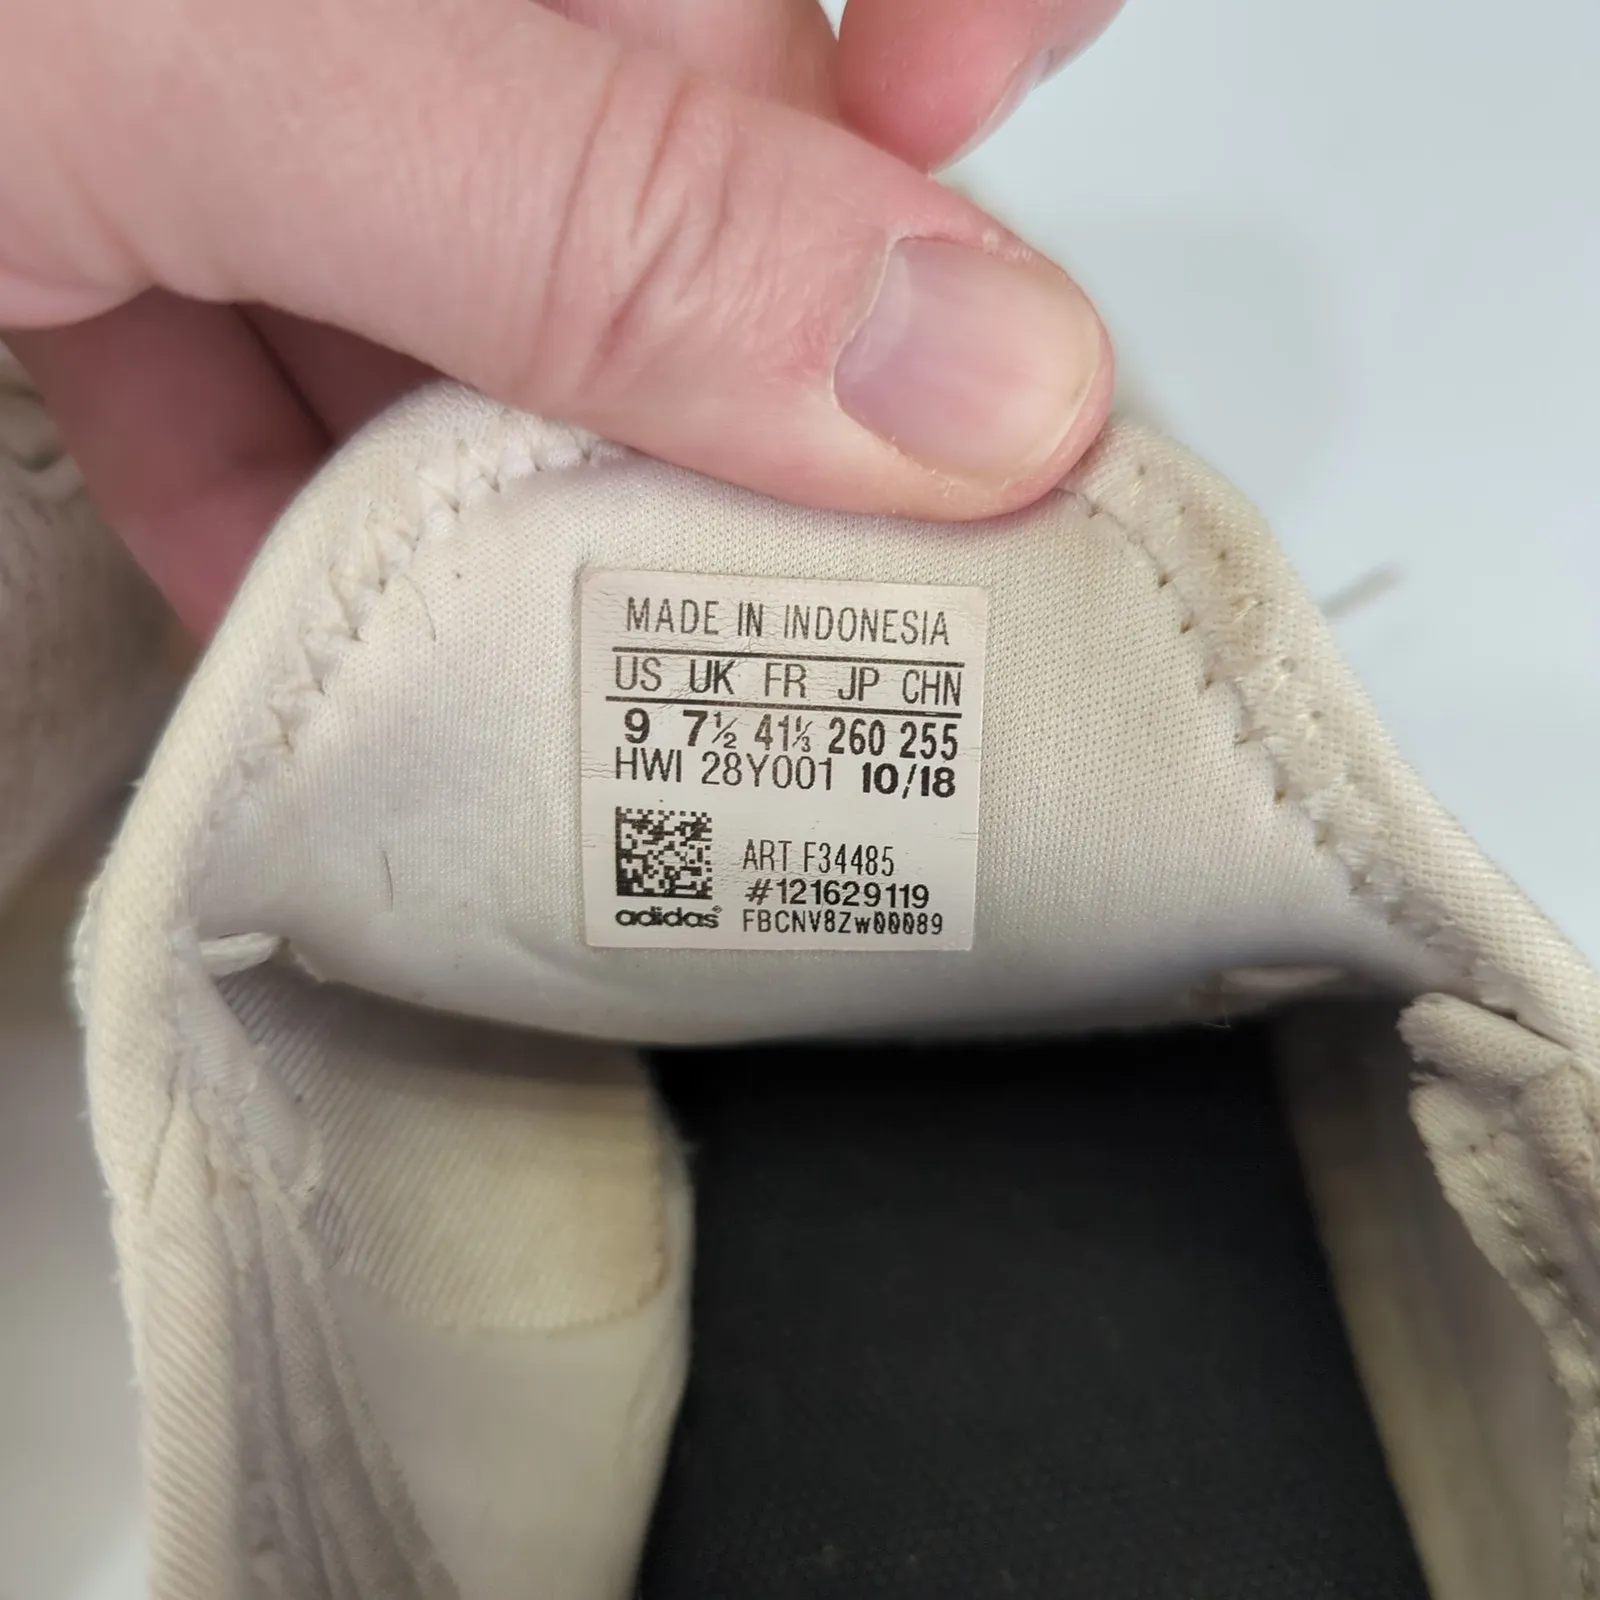 MADE IN INDONESIA
US UK FR JP CHN
9 7½ 41⅓ 260 255
HWI 28Y001 10/18
ART F34485
#121629119
adidas® FBCNV8Zw00089